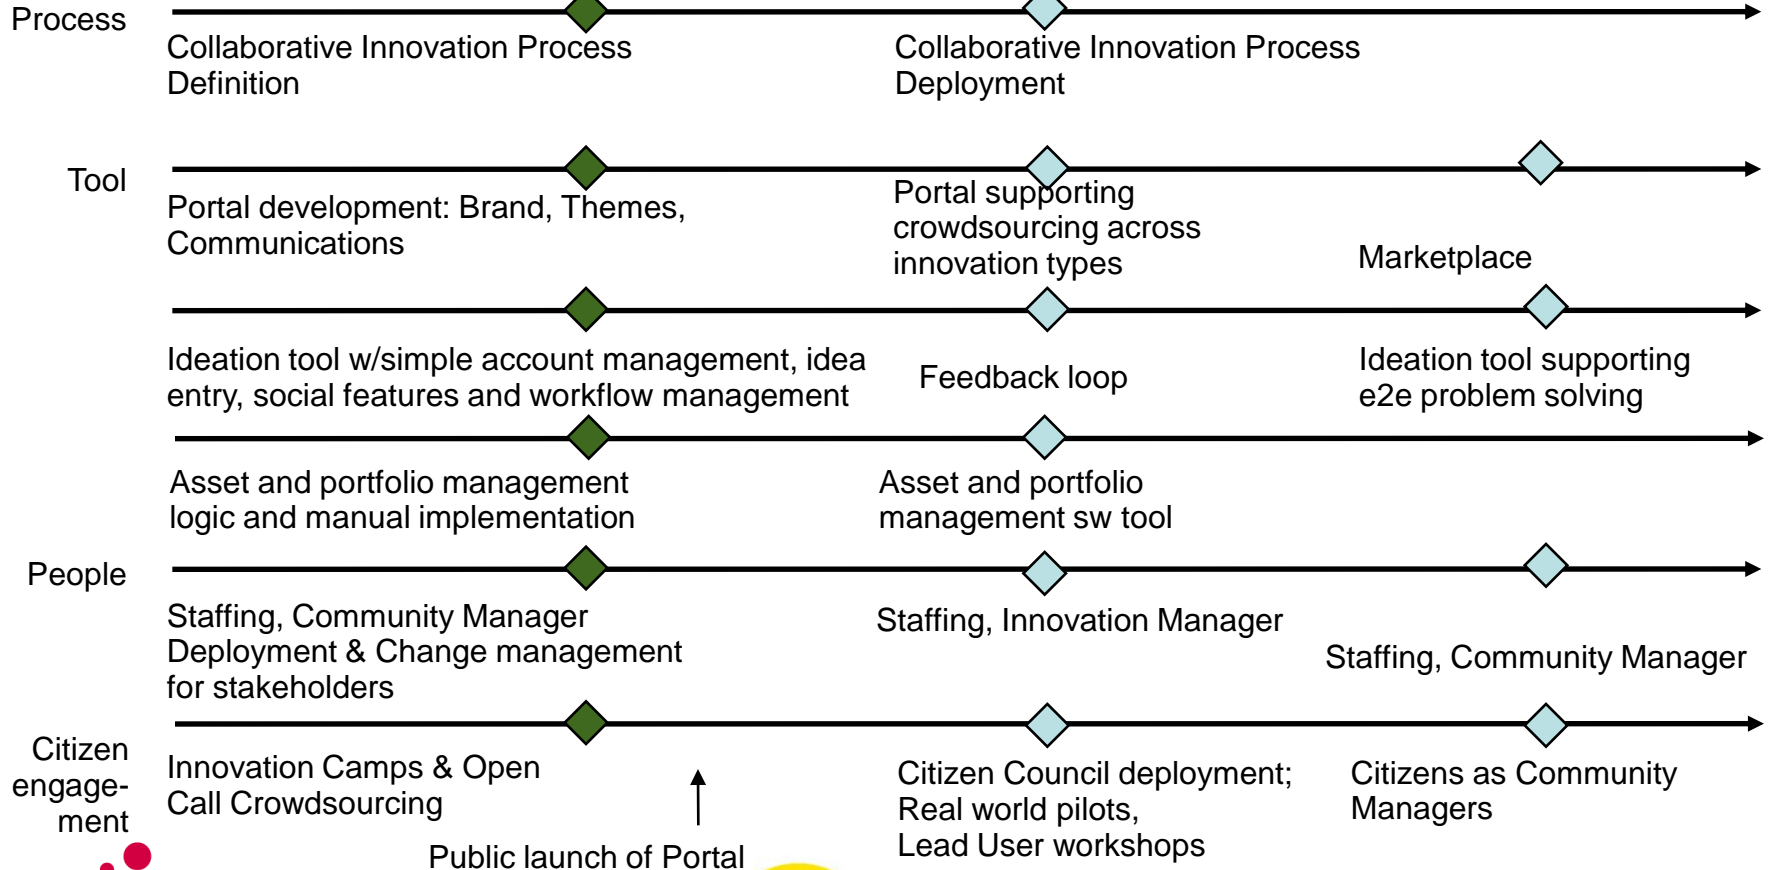 Process
Collaborative Innovation Process
Definition
Collaborative Innovation Process
Deployment
Tool
Portal development: Brand, Themes,
Communications
Portal supporting
crowdsourcing across
innovation types
Marketplace
Ideation tool w/simple account management, idea
entry, social features and workflow management
Feedback loop
Ideation tool supporting
e2e problem solving
Asset and portfolio management
logic and manual implementation
Asset and portfolio
management sw tool
People
Staffing, Community Manager
Deployment & Change management
for stakeholders
Staffing, Innovation Manager
Staffing, Community Manager
Citizen
engage-
ment
Innovation Camps & Open
Call Crowdsourcing
Public launch of Portal
Citizen Council deployment;
Real world pilots,
Lead User workshops
Citizens as Community
Managers